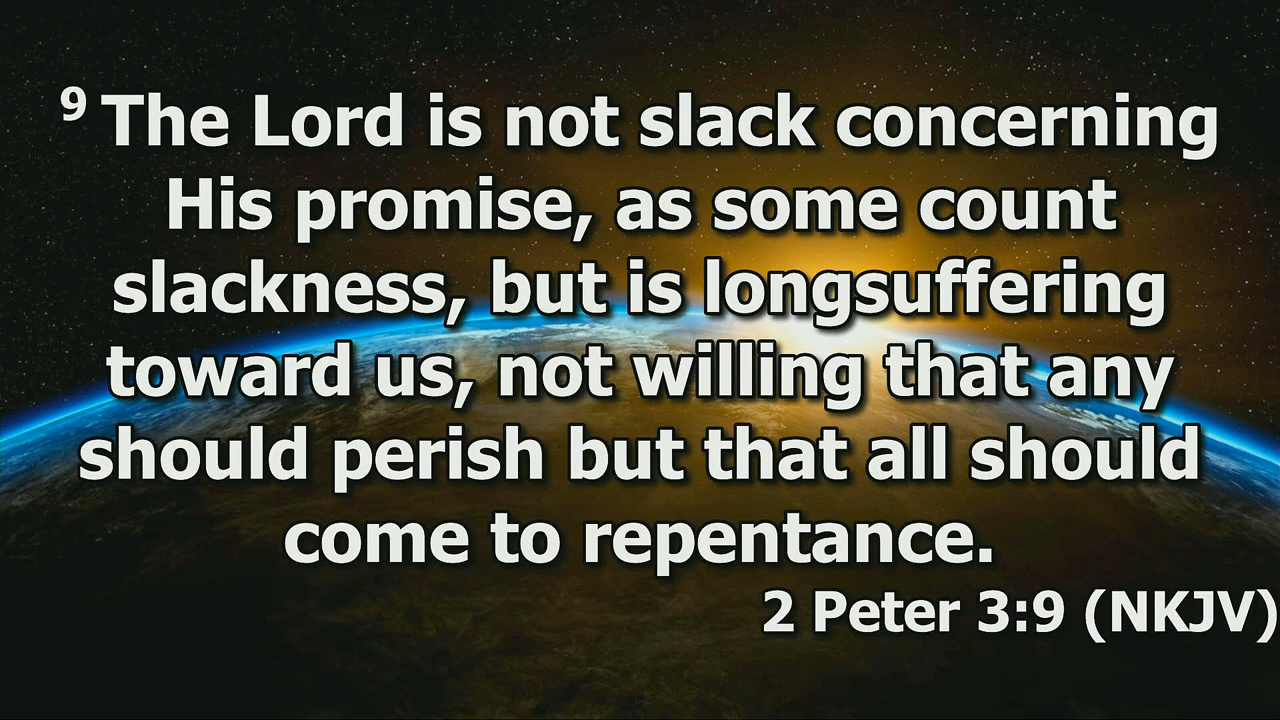 9 The Lord is not slack concerning
His promise, as some count
slackness, but is longsuffering
toward us, not willing that any
should perish but that all should
come to repentance.
2 Peter 3:9 (NKJV)